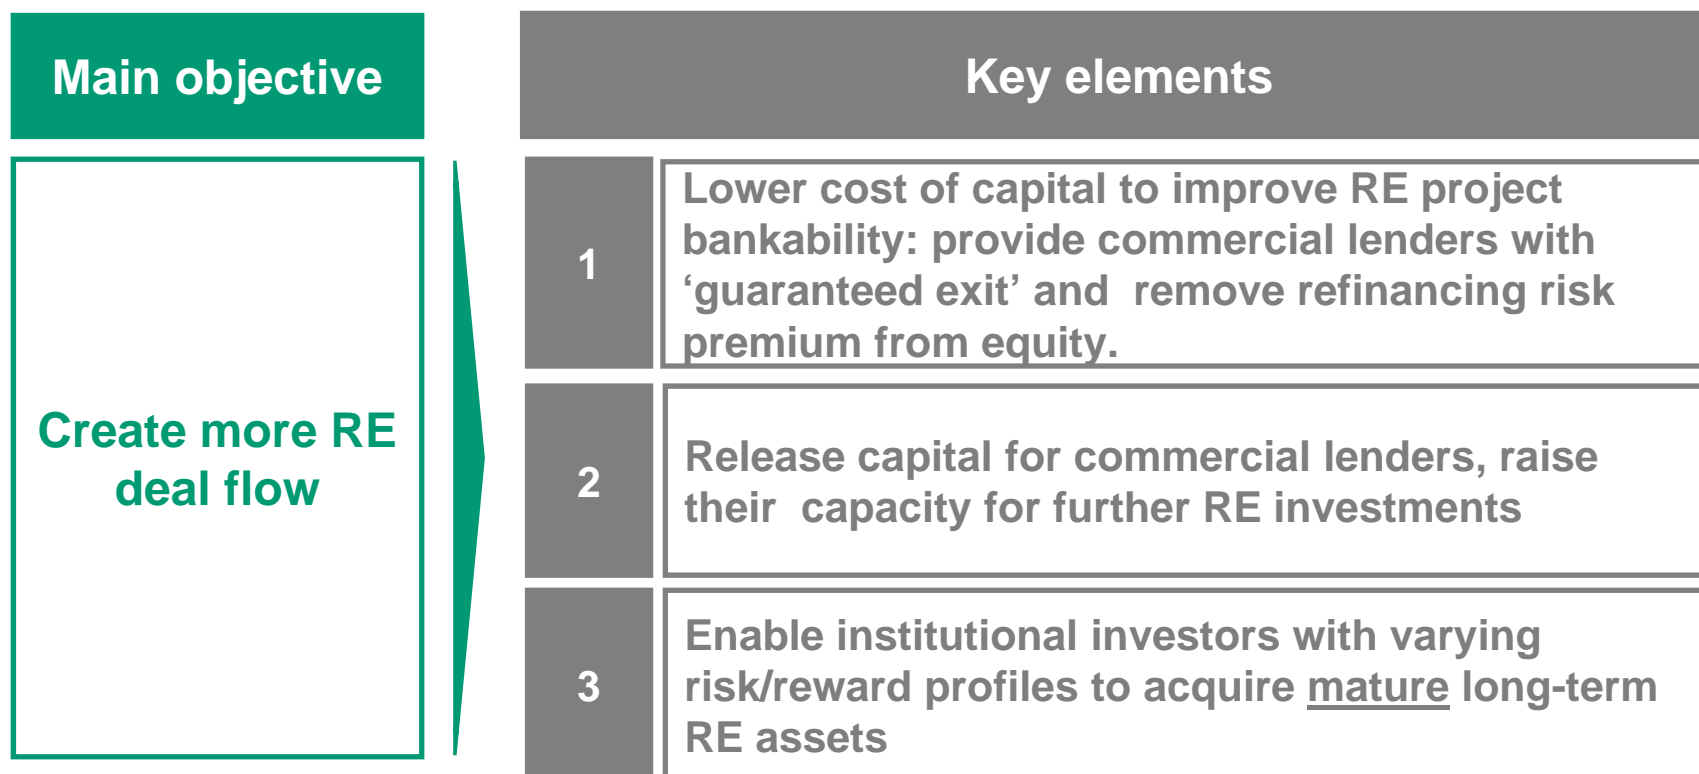 Main objective
Key elements
Create more RE
deal flow
1
Lower cost of capital to improve RE project
bankability: provide commercial lenders with
‘guaranteed exit’ and  remove refinancing risk
premium from equity.
2
Release capital for commercial lenders, raise
their  capacity for further RE investments
3
Enable institutional investors with varying
risk/reward profiles to acquire mature long-term
RE assets